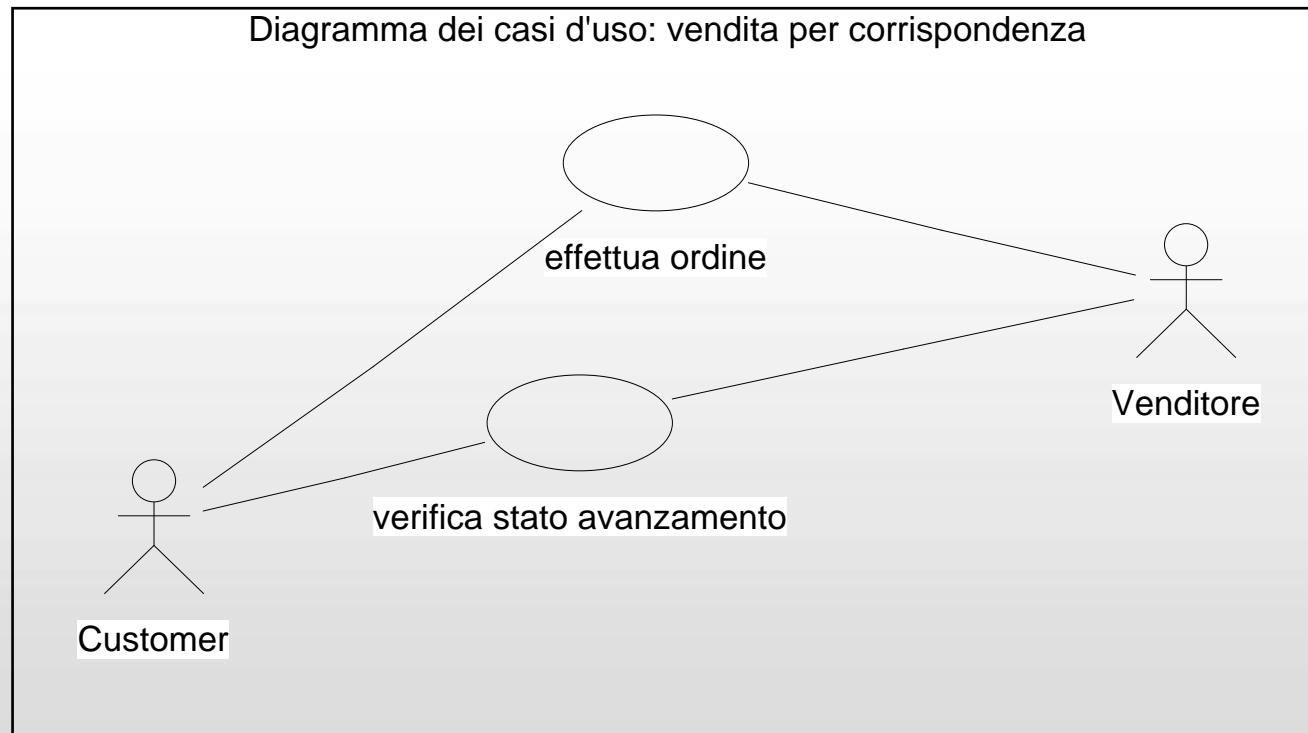 Diagramma dei casi d'uso: vendita per corrispondenza
effettua ordine
Venditore
verifica stato avanzamento
Customer